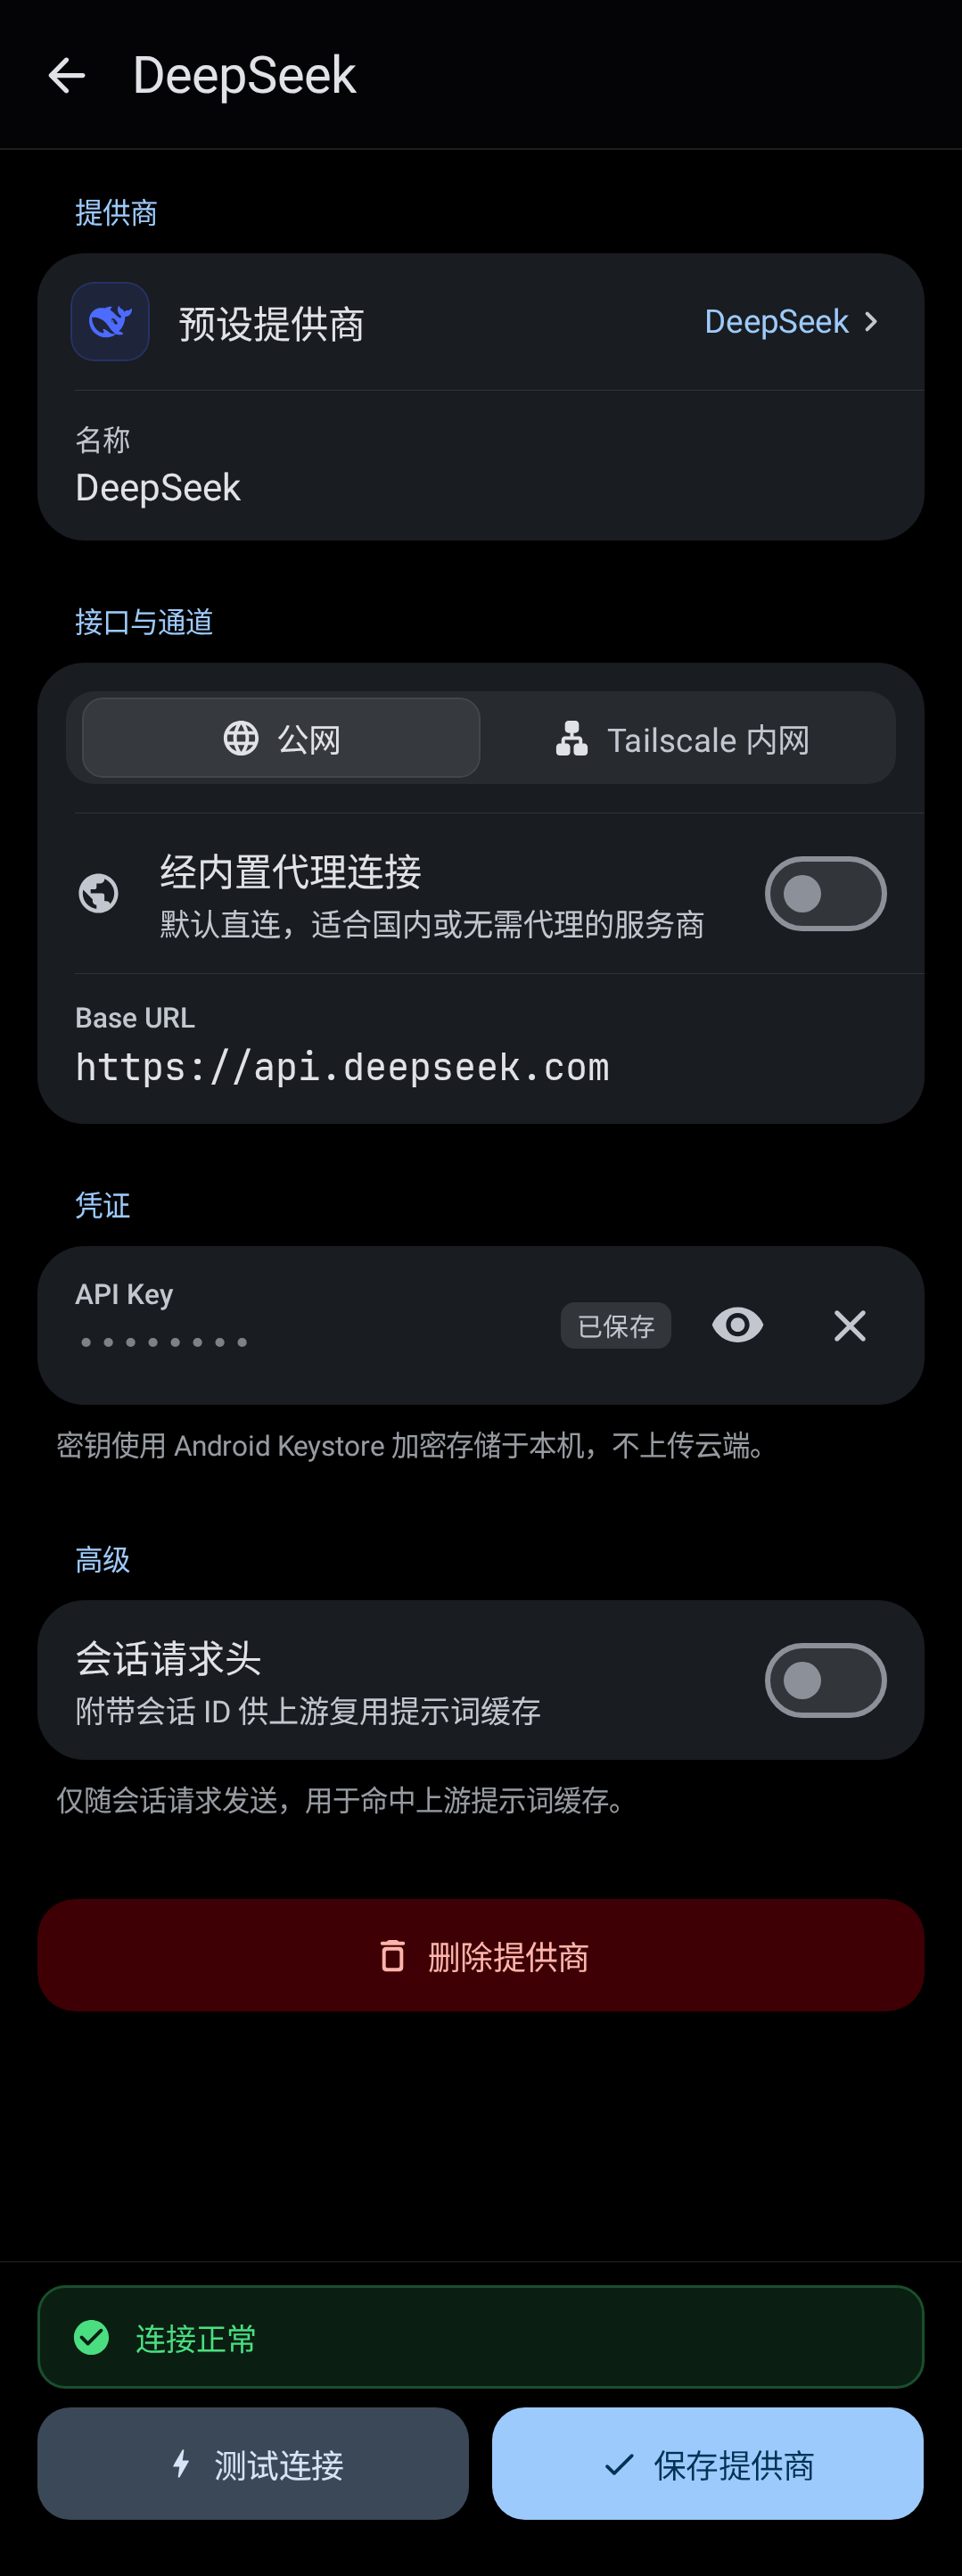 DeepSeek
提供商
预设提供商 DeepSeek
名称
DeepSeek
接口与通道
公网 Tailscale 内网
经内置代理连接
默认直连，适合国内或无需代理的服务商
Base URL
https://api.deepseek.com
凭证
API Key
•••••••• 已保存
密钥使用 Android Keystore 加密存储于本机，不上传云端。
高级
会话请求头
附带会话 ID 供上游复用提示词缓存
仅随会话请求发送，用于命中上游提示词缓存。
删除提供商
连接正常
测试连接 保存提供商